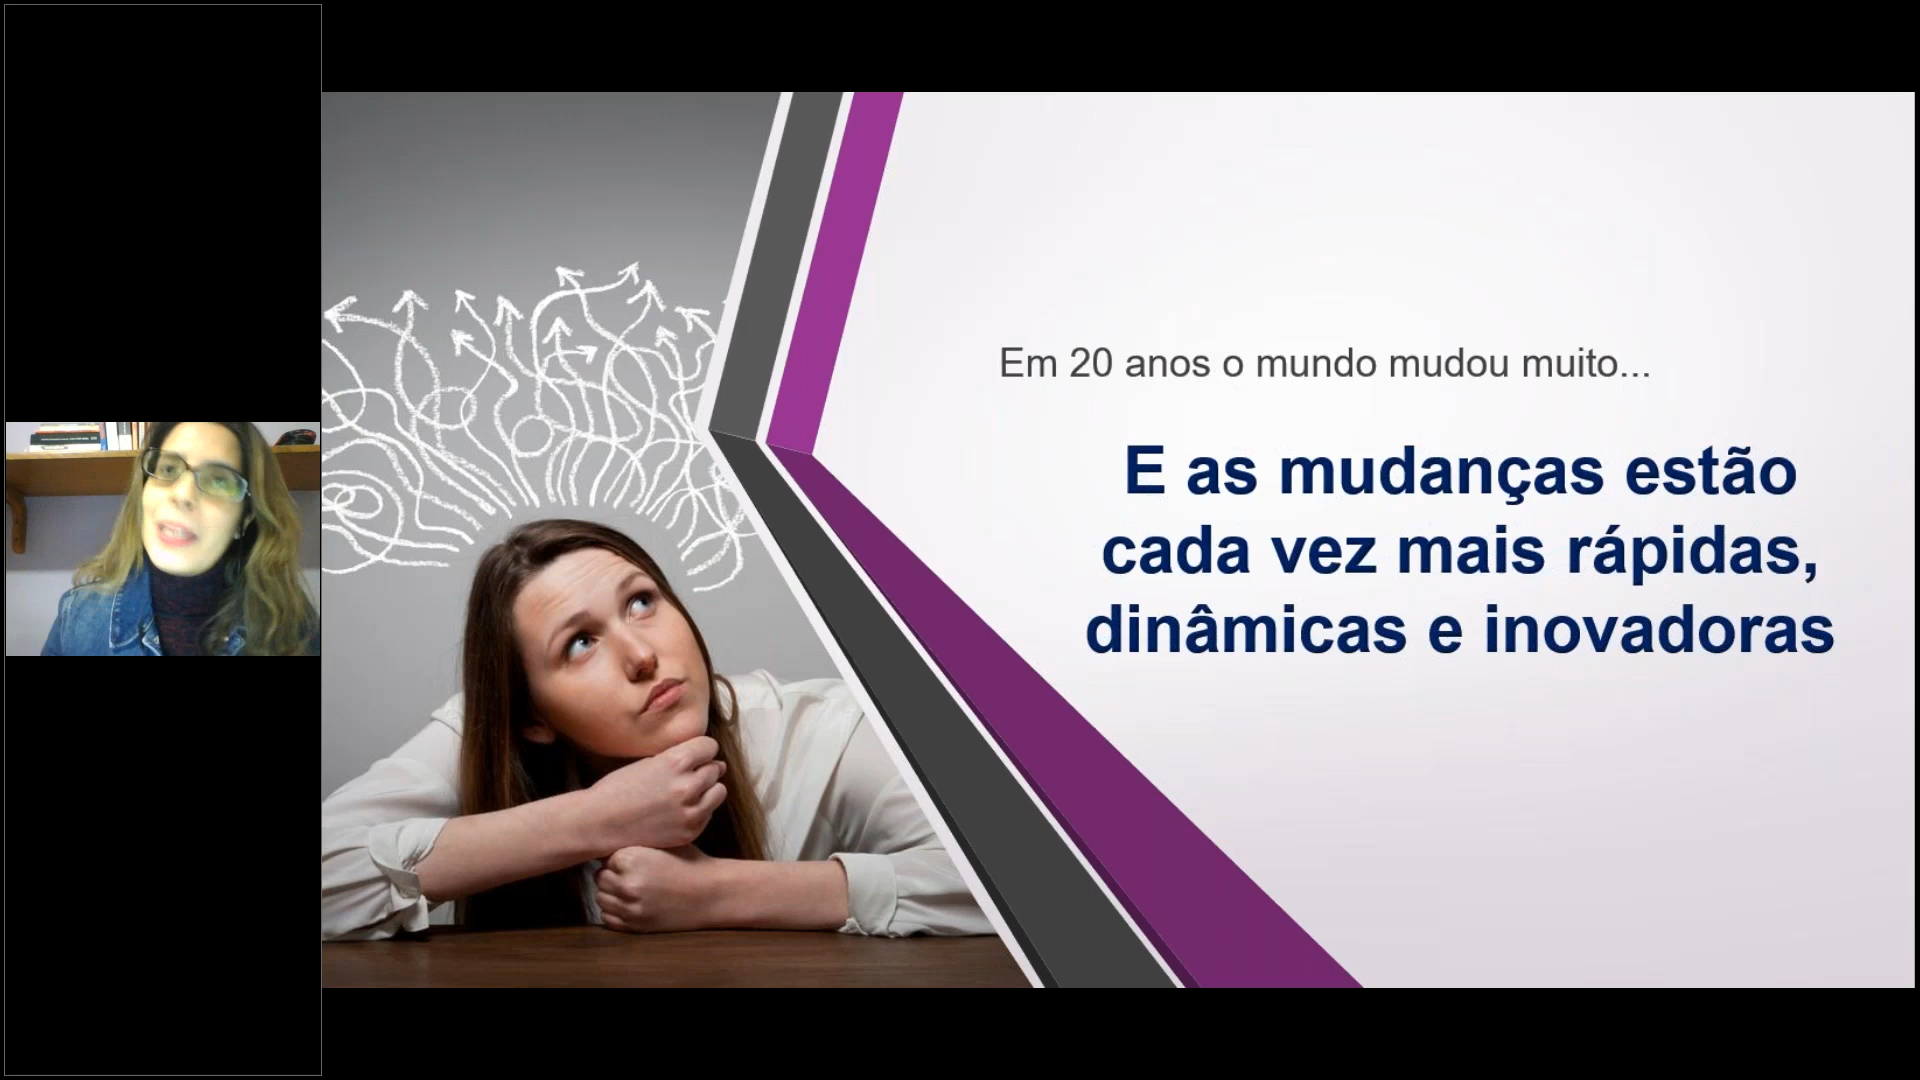 Em 20 anos o mundo mudou muito...
E as mudanças estão
cada vez mais rápidas,
dinâmicas e inovadoras